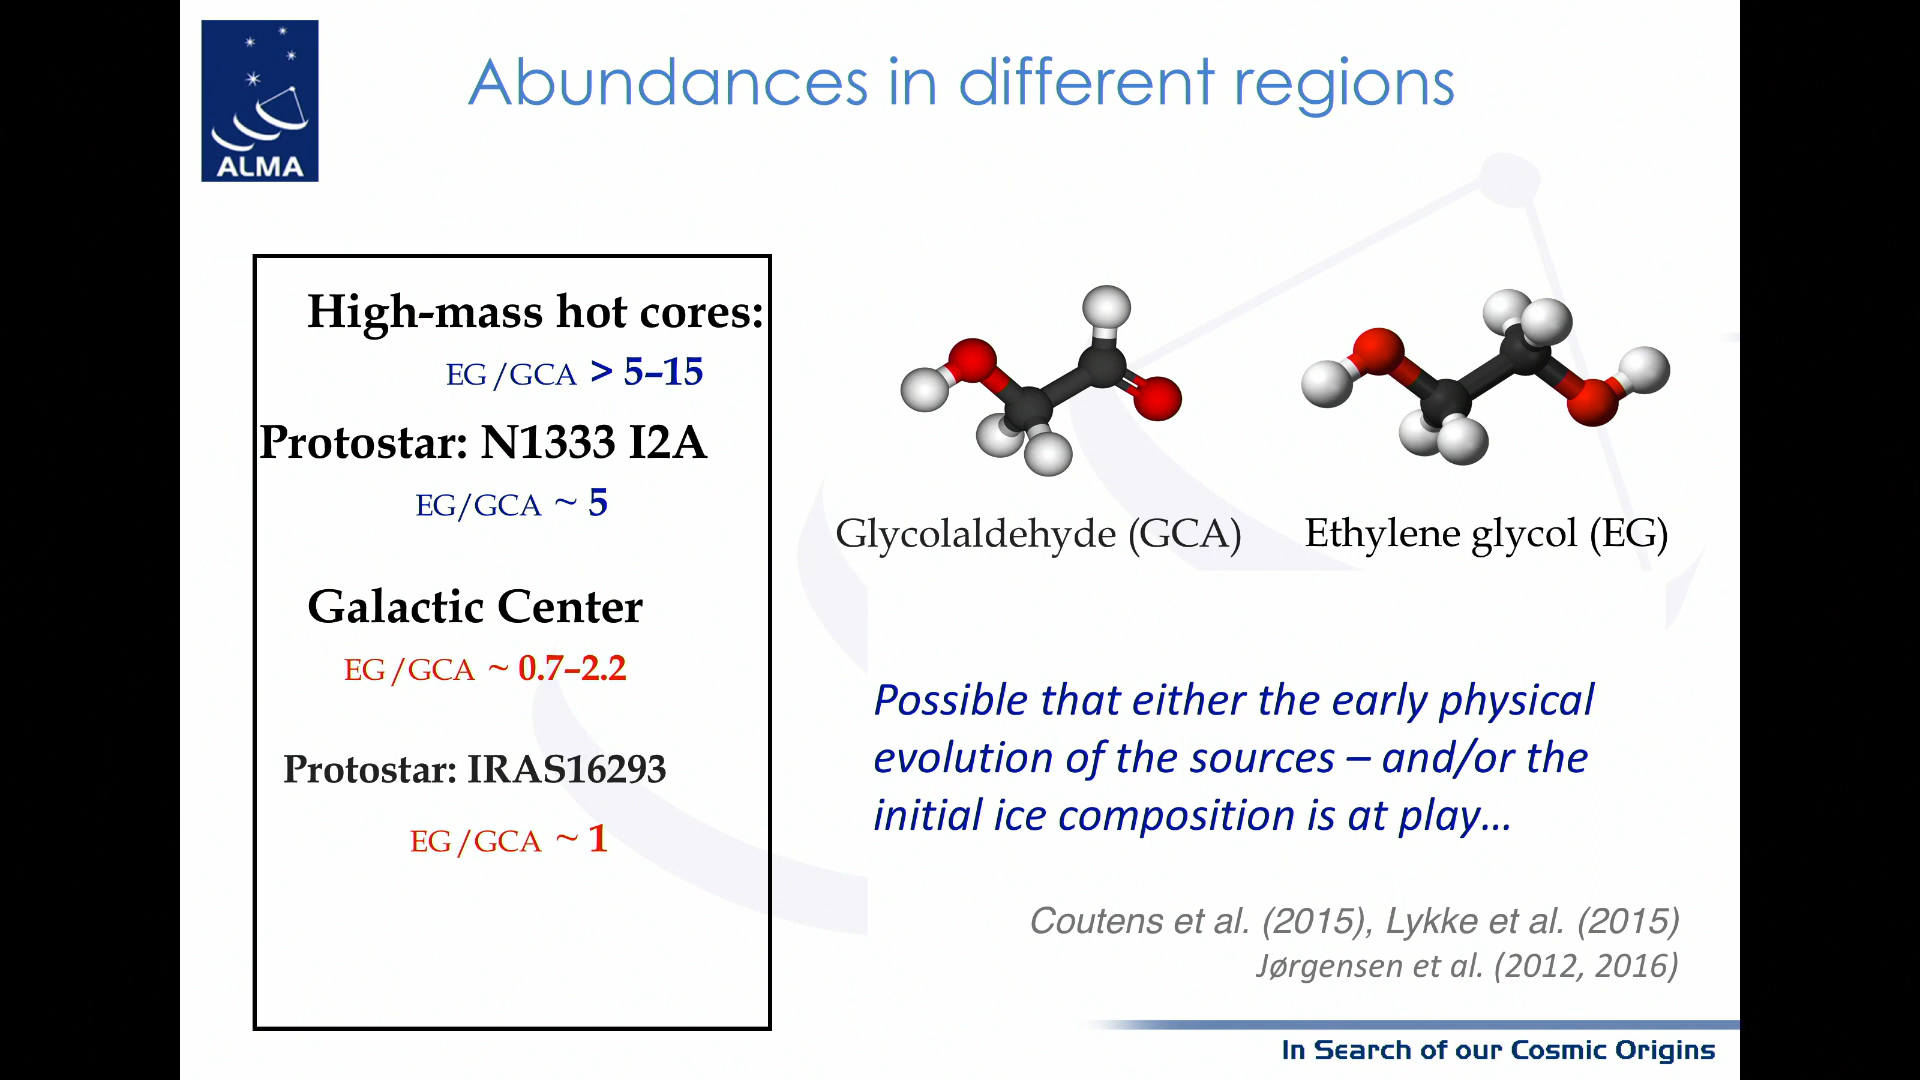 ALMA
Abundances in different regions
High-mass hot cores:
EG/GCA > 5–15
Protostar: N1333 I2A
EG/GCA ~ 5
Galactic Center
EG/GCA ~ 0.7–2.2
Protostar: IRAS16293
EG/GCA ~ 1
Glycolaldehyde (GCA)
Ethylene glycol (EG)
Possible that either the early physical
evolution of the sources – and/or the
initial ice composition is at play...
Coutens et al. (2015), Lykke et al. (2015)
Jørgensen et al. (2012, 2016)
In Search of our Cosmic Origins